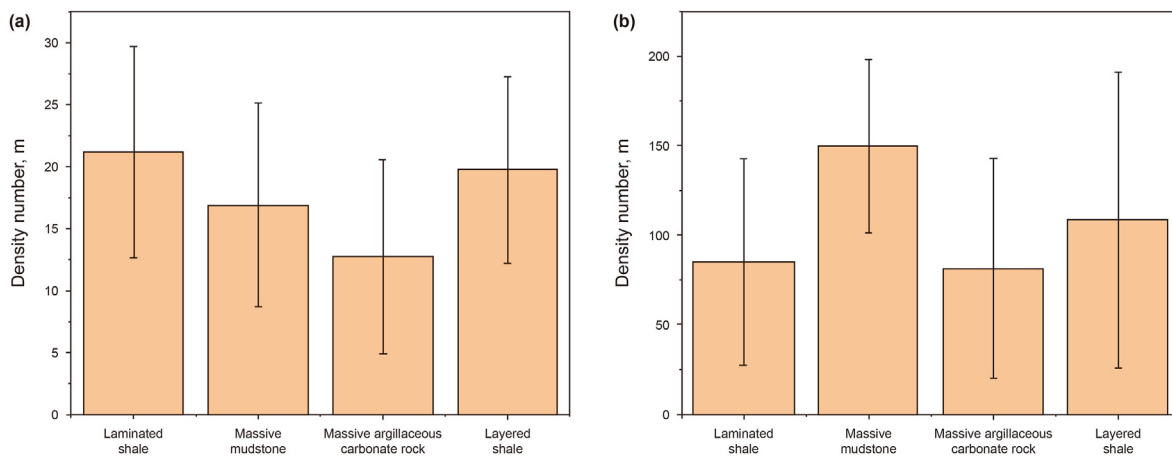 (a)
Density number, m
30
25
20
15
10
5
0
Laminated
shale
Massive
mudstone
Massive argillaceous
carbonate rock
Layered
shale
(b)
Density number, m
200
150
100
50
0
Laminated
shale
Massive
mudstone
Massive argillaceous
carbonate rock
Layered
shale